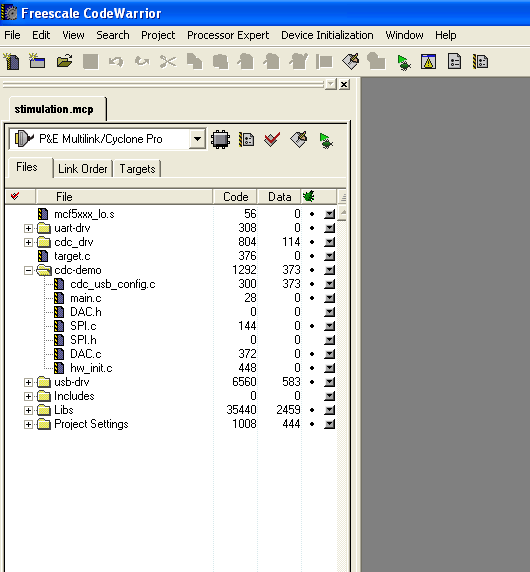 Freescale CodeWarrior
File Edit View Search Project Processor Expert Device Initialization Window Help
stimulation.mcp
P&E Multilink/Cyclone Pro
Files Link Order Targets
File Code Data
mcf5xxx_lo.s 56 0
uart-drv 308 0
cdc_drv 804 114
target.c 376 0
cdc-demo 1292 373
cdc_usb_config.c 300 373
main.c 28 0
DAC.h 0 0
SPI.c 144 0
SPI.h 0 0
DAC.c 372 0
hw_init.c 448 0
usb-drv 6560 583
Includes 0 0
Libs 35440 2459
Project Settings 1008 444